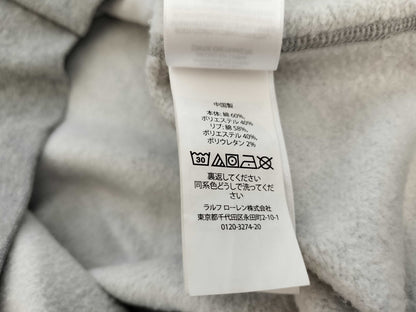 中国製
本体: 綿 60%,
ポリエステル 40%
リブ: 綿 58%,
ポリエステル 40%,
ポリウレタン 2%
30
裏返してください
同系色どうしで洗ってくだ
さい
ラルフ ローレン株式会社
東京都千代田区永田町2-10-1
0120-3274-20